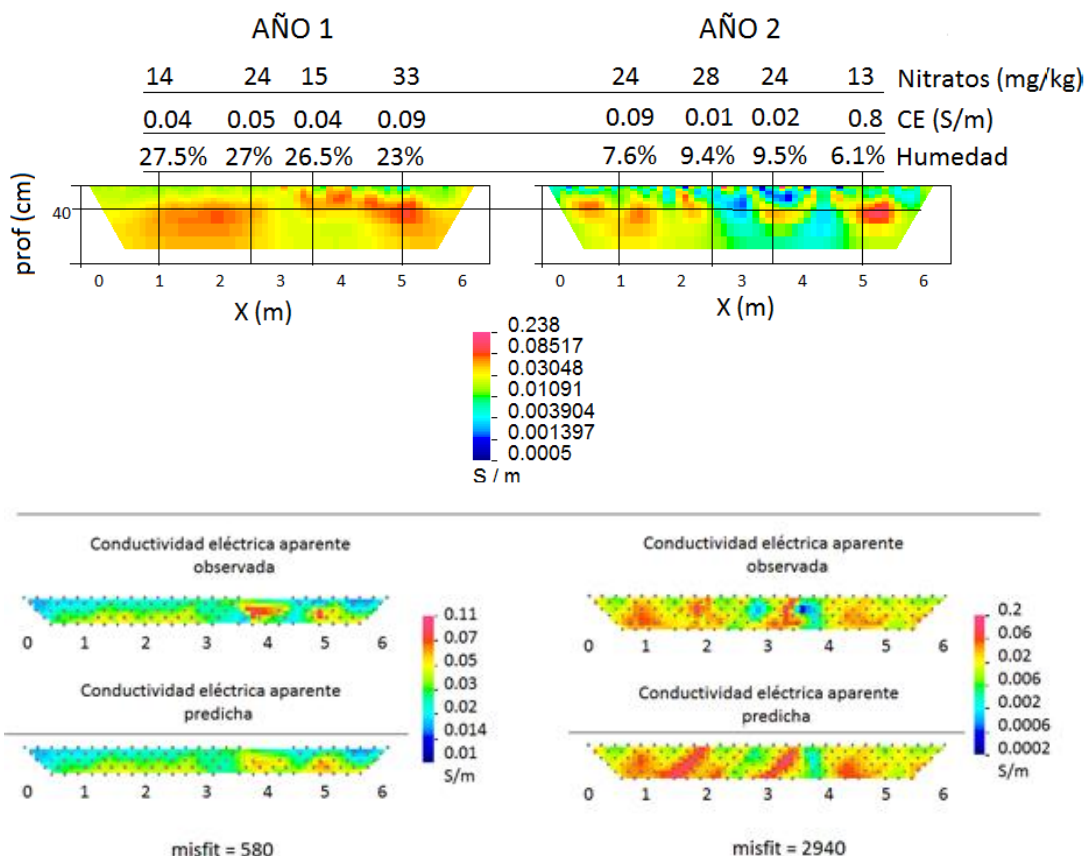 AÑO 1 AÑO 2
14 24 15 33 24 28 24 13 Nitratos (mg/kg)
0.04 0.05 0.04 0.09 0.09 0.01 0.02 0.8 CE (S/m)
27.5% 27% 26.5% 23% 7.6% 9.4% 9.5% 6.1% Humedad
prof (cm)
40
0 1 2 3 4 5 6 0 1 2 3 4 5 6
X (m) X (m)
0.238
0.08517
0.03048
0.01091
0.003904
0.001397
0.0005
S / m
Conductividad eléctrica aparente
observada
0.11
0.07
0.05
0.03
0.02
0.014
0.01
S/m
0 1 2 3 4 5 6
Conductividad eléctrica aparente
predicha
0 1 2 3 4 5 6
misfit = 580
Conductividad eléctrica aparente
observada
0.2
0.06
0.02
0.006
0.002
0.0006
0.0002
S/m
0 1 2 3 4 5 6
Conductividad eléctrica aparente
predicha
0 1 2 3 4 5 6
misfit = 2940